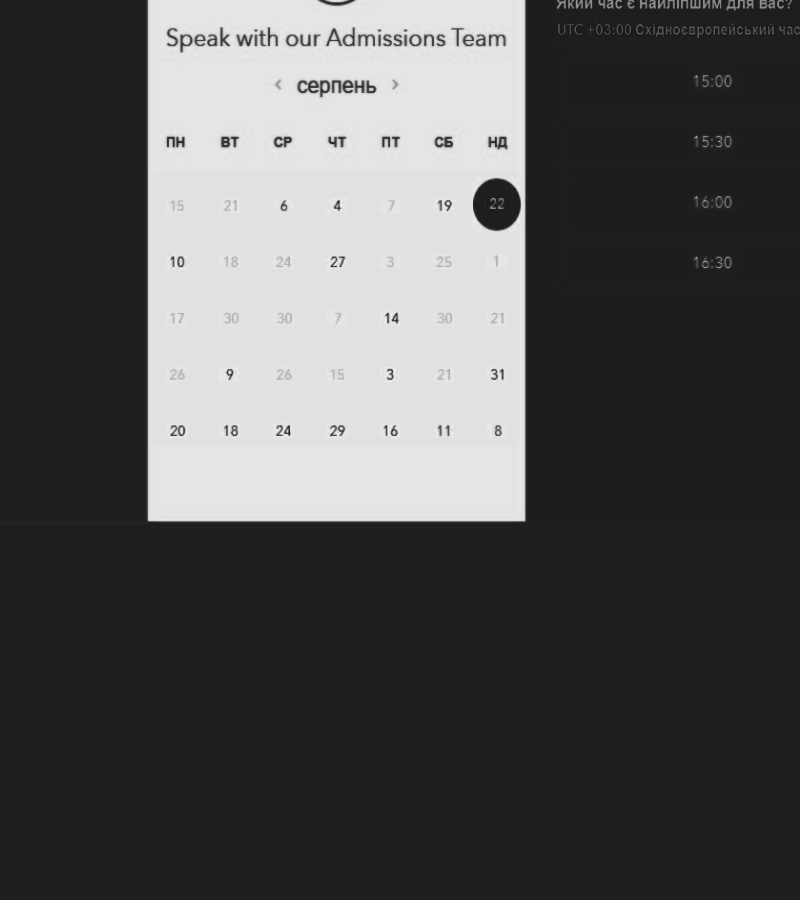 Speak with our Admissions Team
‹ серпень ›
ПН ВТ СР ЧТ ПТ СБ НД
15 21 6 4 7 19 22
10 18 24 27 3 25 1
17 30 30 7 14 30 21
26 9 26 15 3 21 31
20 18 24 29 16 11 8
Який час є найліпшим для вас?
UTC +03:00 Східноєвропейський час
15:00
15:30
16:00
16:30